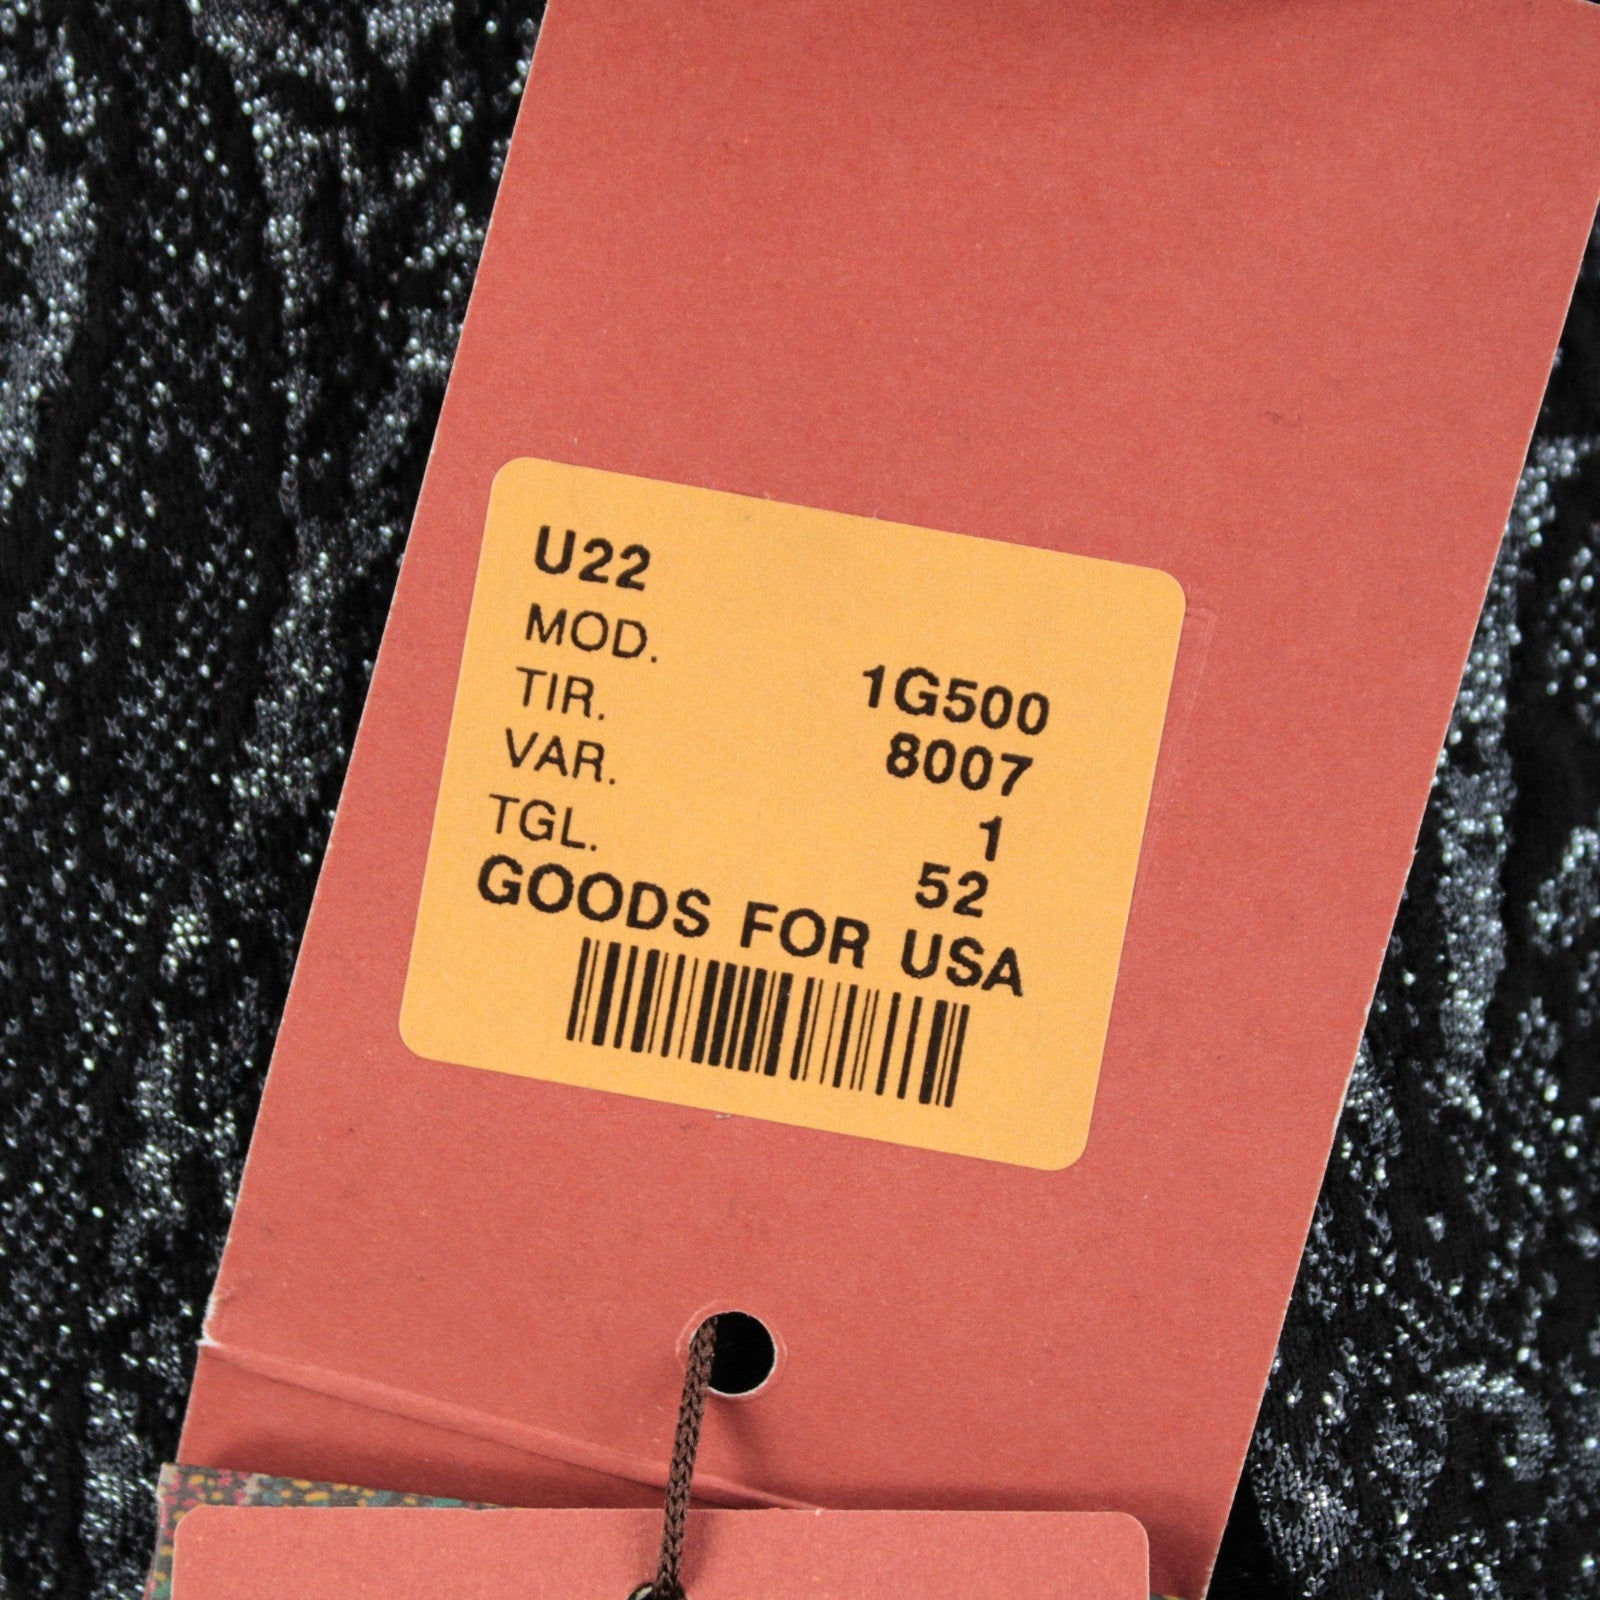 U22
MOD. 1G500
TIR. 8007
VAR. 1
TGL. 52
GOODS FOR USA